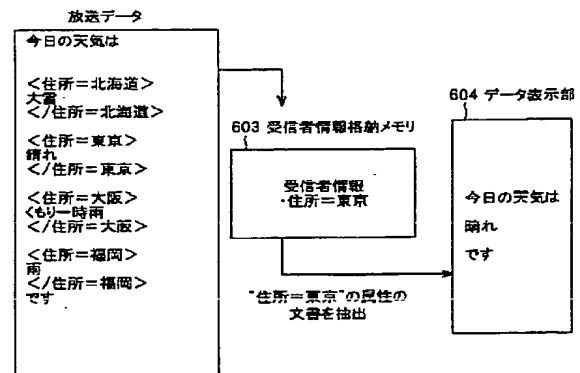 放送データ
今日の天気は
<住所=北海道>
大雪
</住所=北海道>
<住所=東京>
晴れ
</住所=東京>
<住所=大阪>
くもり一時雨
</住所=大阪>
<住所=福岡>
雨
</住所=福岡>
です
603 受信者情報格納メモリ
受信者情報
・住所=東京
"住所=東京"の属性の
文書を抽出
604 データ表示部
今日の天気は
晴れ
です